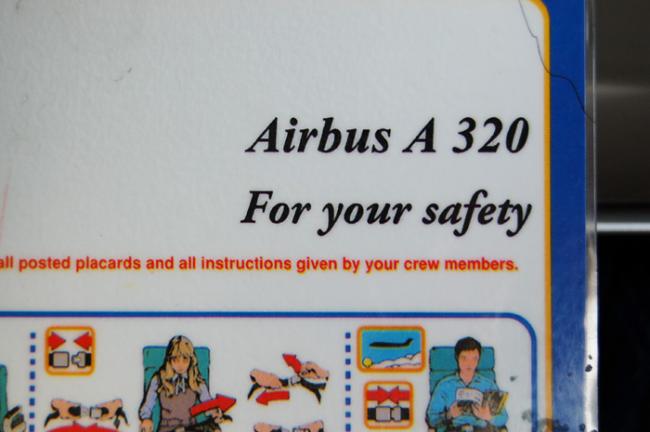 Airbus A 320
For your safety
all posted placards and all instructions given by your crew members.